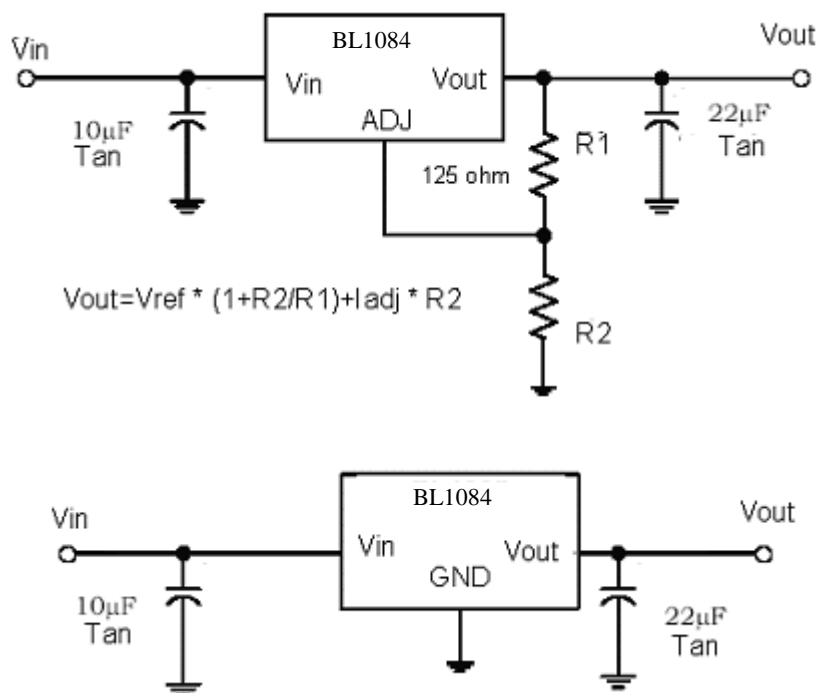 BL1084
Vin
Vout
Vin
Vout
ADJ
10µF
Tan
22µF
Tan
R1
125 ohm
Vout=Vref * (1+R2/R1)+Iadj * R2
R2
BL1084
Vin
Vout
Vin
Vout
GND
10µF
Tan
22µF
Tan